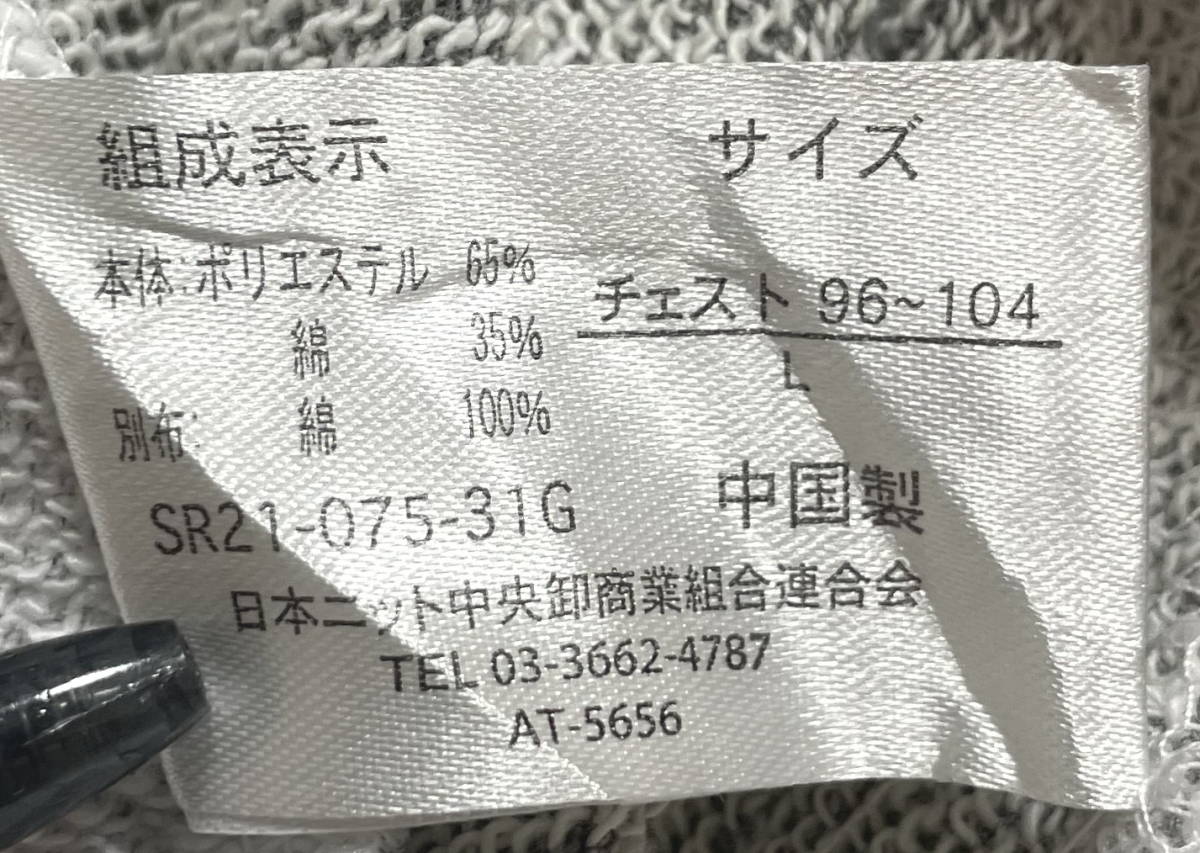 組成表示
本体:ポリエステル 65%
綿 35%
別布: 綿 100%
SR21-075-31G
サイズ
チェスト 96~104
L
中国製
日本ニット中央卸商業組合連合会
TEL 03-3662-4787
AT-5656